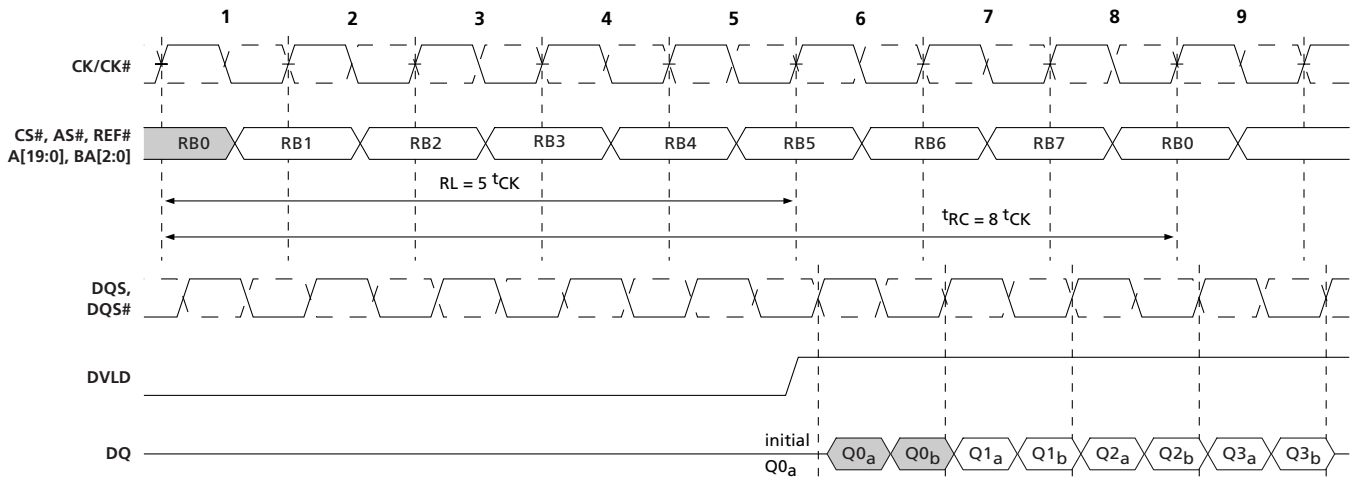 1 2 3 4 5 6 7 8 9
CK/CK#
CS#, AS#, REF#
A[19:0], BA[2:0]
RB0 RB1 RB2 RB3 RB4 RB5 RB6 RB7 RB0
RL = 5 tCK
tRC = 8 tCK
DQS,
DQS#
DVLD
DQ
initial
Q0a
Q0a Q0b Q1a Q1b Q2a Q2b Q3a Q3b